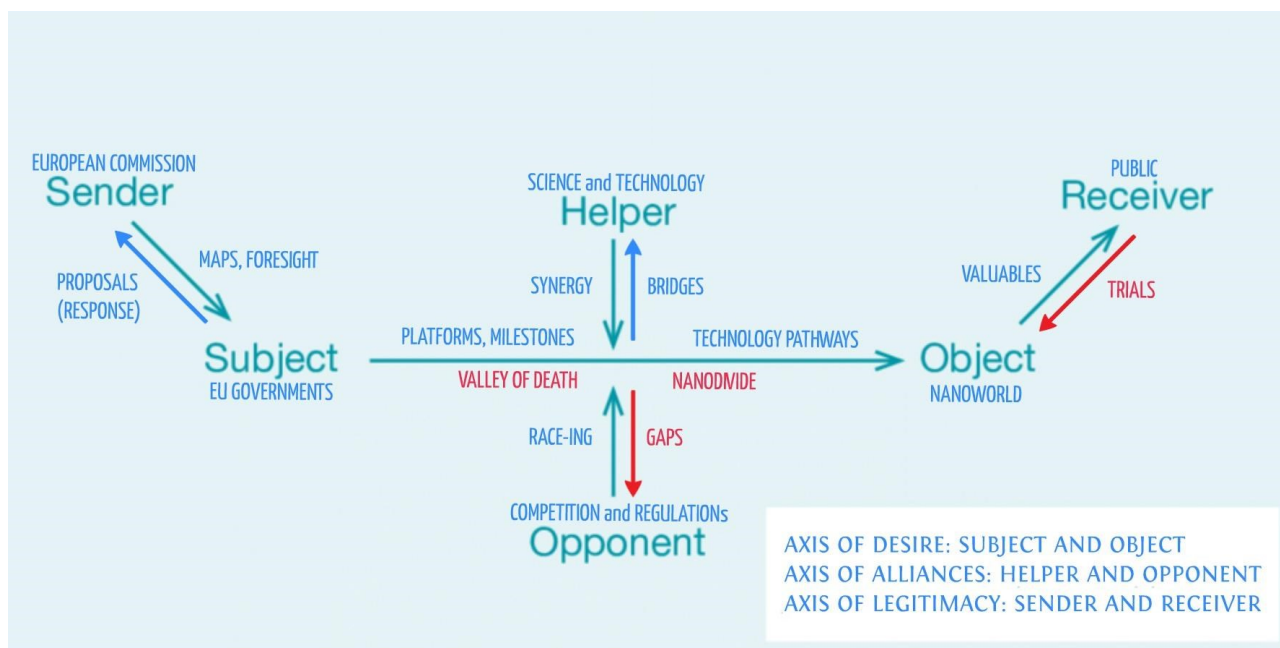 EUROPEAN COMMISSION
Sender
MAPS, FORESIGHT
PROPOSALS
(RESPONSE)
Subject
EU GOVERNMENTS
SCIENCE and TECHNOLOGY
Helper
SYNERGY
BRIDGES
PLATFORMS, MILESTONES
TECHNOLOGY PATHWAYS
VALLEY OF DEATH
NANODIVIDE
RACE-ING
GAPS
COMPETITION and REGULATIONs
Opponent
PUBLIC
Receiver
VALUABLES
TRIALS
Object
NANOWORLD
AXIS OF DESIRE: SUBJECT AND OBJECT
AXIS OF ALLIANCES: HELPER AND OPPONENT
AXIS OF LEGITIMACY: SENDER AND RECEIVER